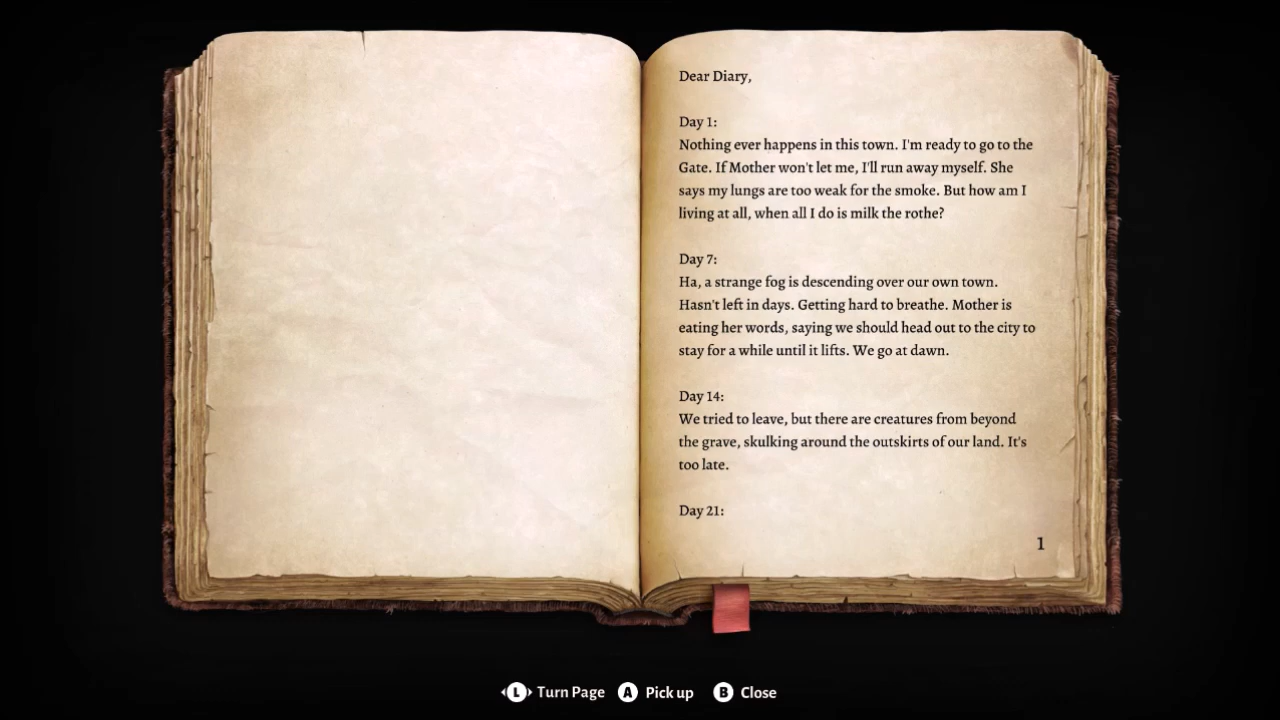 Dear Diary,
Day 1:
Nothing ever happens in this town. I'm ready to go to the
Gate. If Mother won't let me, I'll run away myself. She
says my lungs are too weak for the smoke. But how am I
living at all, when all I do is milk the rothe?
Day 7:
Ha, a strange fog is descending over our own town.
Hasn't left in days. Getting hard to breathe. Mother is
eating her words, saying we should head out to the city to
stay for a while until it lifts. We go at dawn.
Day 14:
We tried to leave, but there are creatures from beyond
the grave, skulking around the outskirts of our land. It's
too late.
Day 21:
1
L Turn Page A Pick up B Close